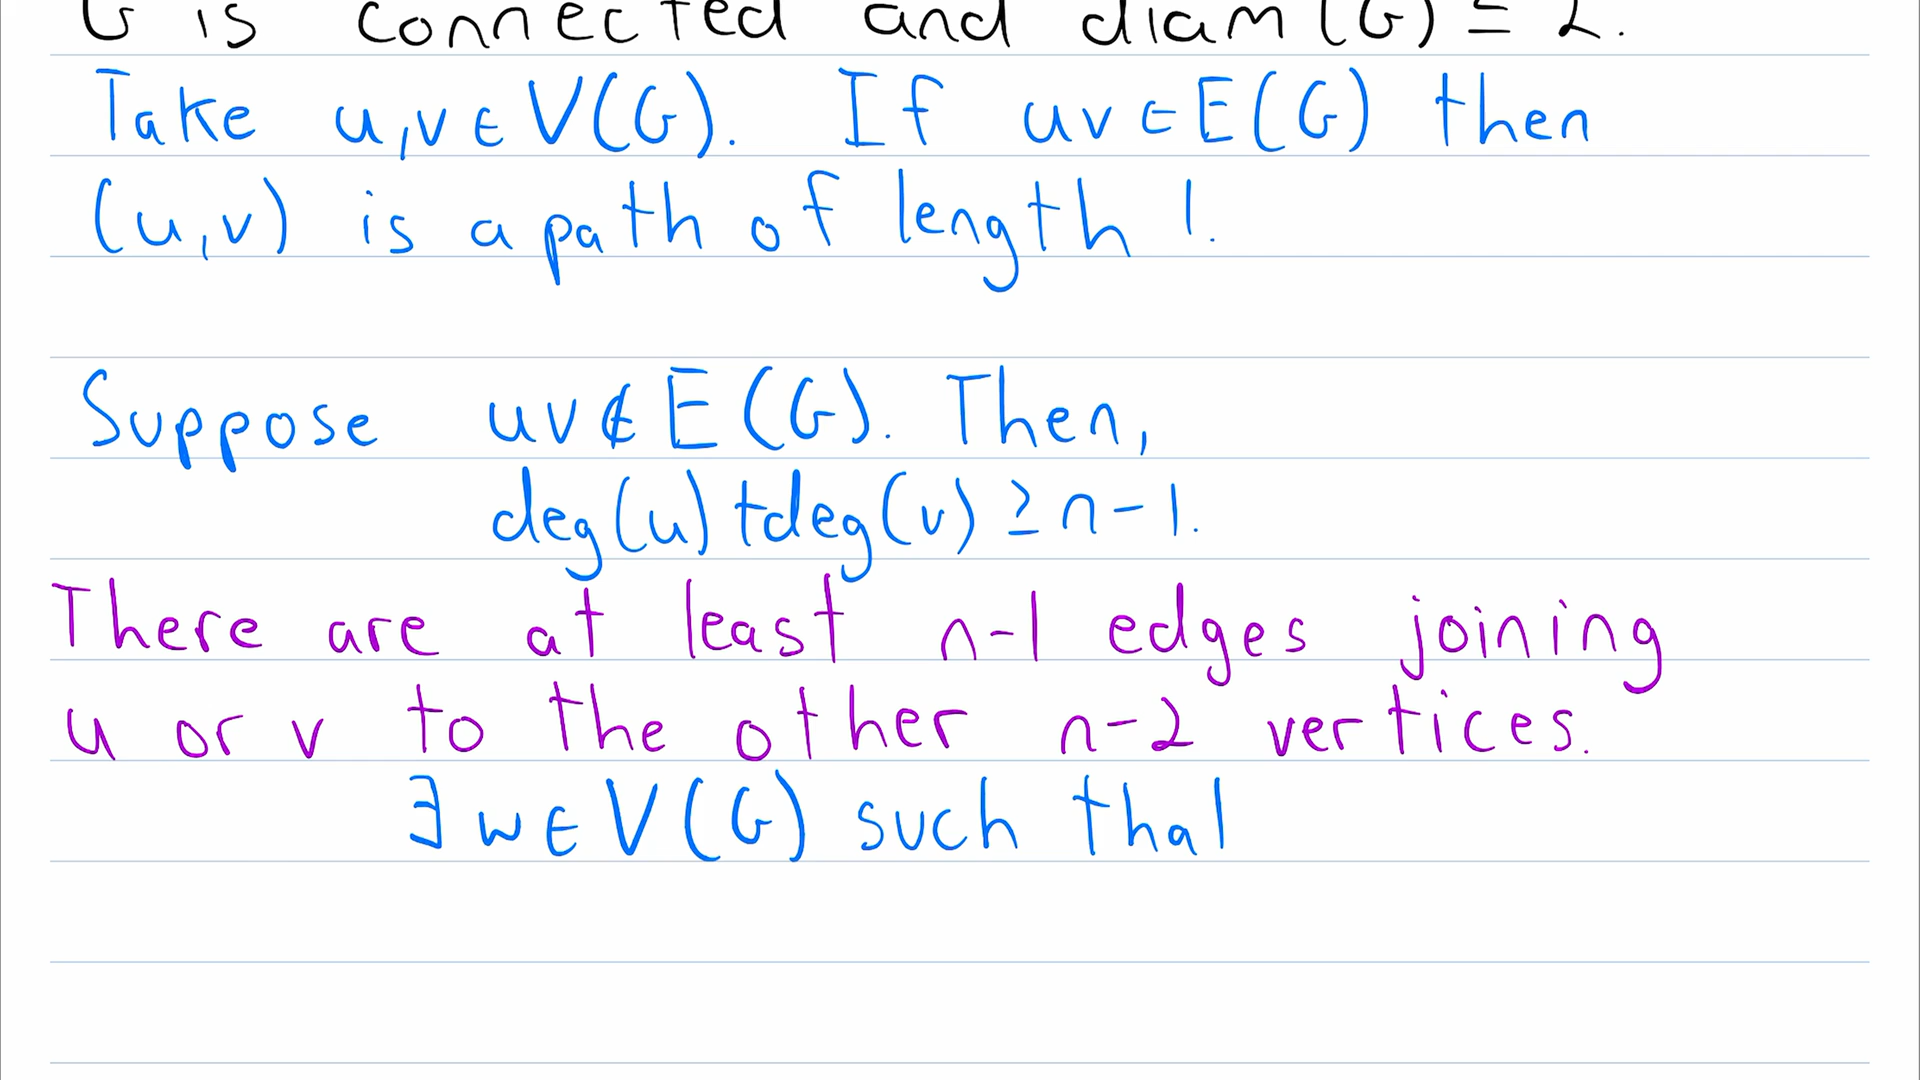 G is connected and diam(G) ≤ 2.
Take u,v ∈ V(G). If uv ∈ E(G) then
(u,v) is a path of length 1.
Suppose uv ∉ E(G). Then,
deg(u)+deg(v) ≥ n-1.
There are at least n-1 edges joining
u or v to the other n-2 vertices.
∃ w ∈ V(G) such that